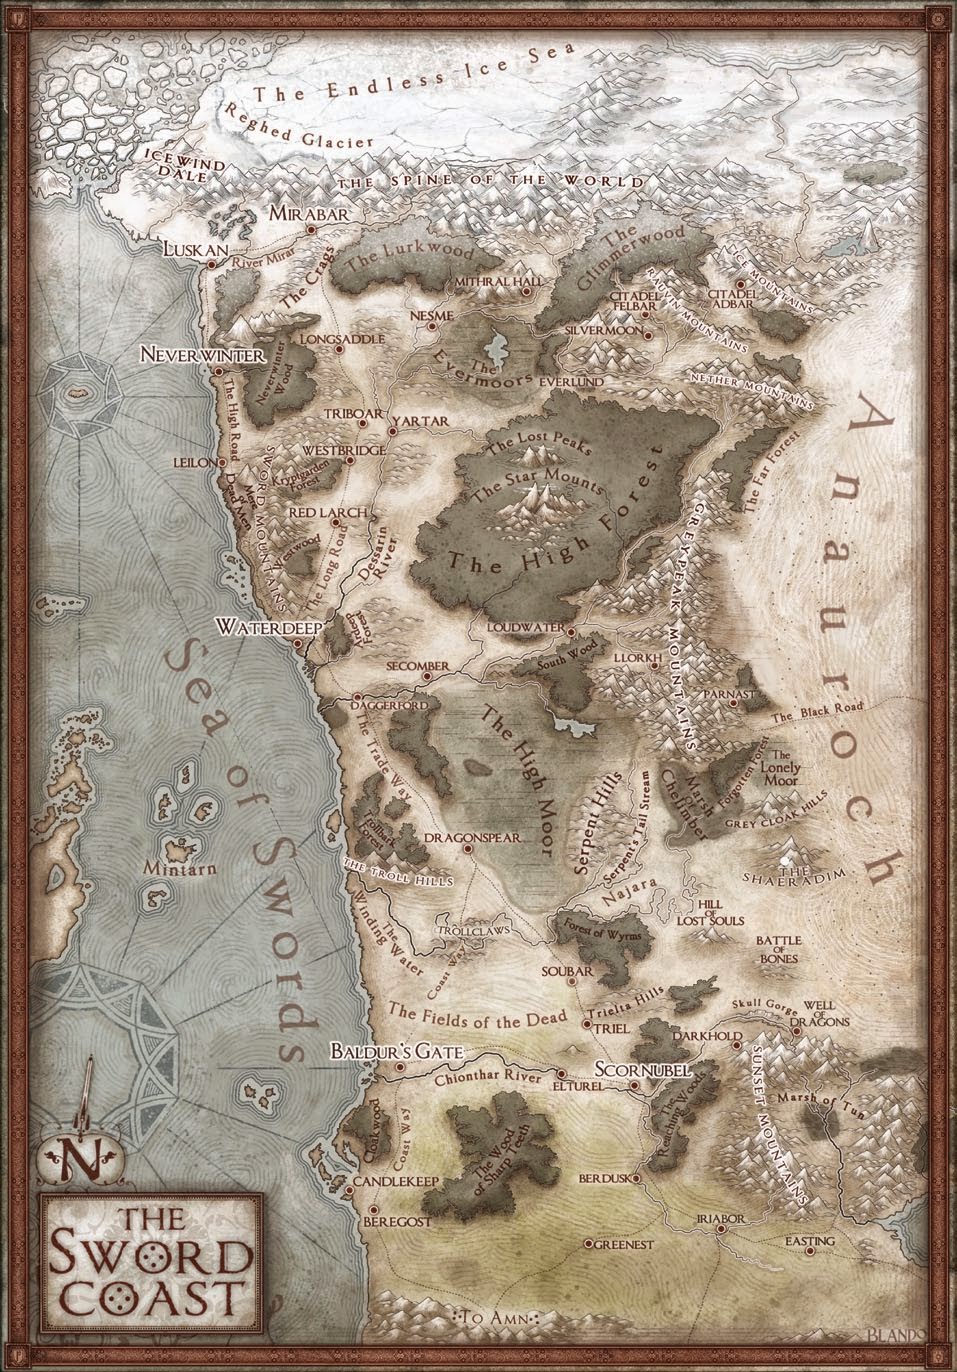 The Endless Ice Sea
Reghed Glacier
ICEWIND
DALE
THE SPINE OF THE WORLD
MIRABAR
LUSKAN
River Mirar
The Crags
The Lurkwood
The
Glimmerwood
MITHRAL HALL
NESME
CITADEL
FELBAR
RAUVIN MOUNTAINS
ICE MOUNTAINS
CITADEL
ADBAR
SILVERMOON
LONGSADDLE
NEVERWINTER
Neverwinter
Wood
The
Evermoors
EVERLUND
NETHER MOUNTAINS
The High Road
TRIBOAR
YARTAR
WESTBRIDGE
LEILON
Kryptgarden
Forest
SWORD MOUNTAINS
Mere
of
Dead Men
RED LARCH
Westwood
The Long Road
Dessarin
River
The Lost Peaks
The Star Mounts
The High Forest
The Far Forest
GREYPEAK MOUNTAINS
Anauroch
WATERDEEP
Ardeep
Forest
LOUDWATER
South Wood
LLORKH
SECOMBER
DAGGERFORD
PARNAST
The Black Road
Sea of Swords
The Trade Way
The High Moor
Serpent Hills
Serpent's Tail Stream
Marsh
of
Chelimber
Forgotten Forest
The
Lonely
Moor
GREY CLOAK HILLS
Trollbark
Forest
DRAGONSPEAR
THE TROLL HILLS
THE
SHAERADIM
Mintarn
Najara
The
Winding Water
TROLLCLAWS
Coast Way
Forest of Wyrms
HILL
OF
LOST SOULS
BATTLE
OF
BONES
SOUBAR
The Fields of the Dead
Trielta Hills
TRIEL
Skull Gorge
WELL
OF
DRAGONS
DARKHOLD
BALDUR'S GATE
Chionthar River
ELTUREL
SCORNUBEL
SUNSET MOUNTAINS
Marsh of Tun
The
Reaching Woods
Cloakwood
Coast Way
The Wood
of Sharp Teeth
CANDLEKEEP
BERDUSK
BEREGOST
IRIABOR
GREENEST
EASTING
N
THE
SWORD
COAST
TO AMN
BLANDO